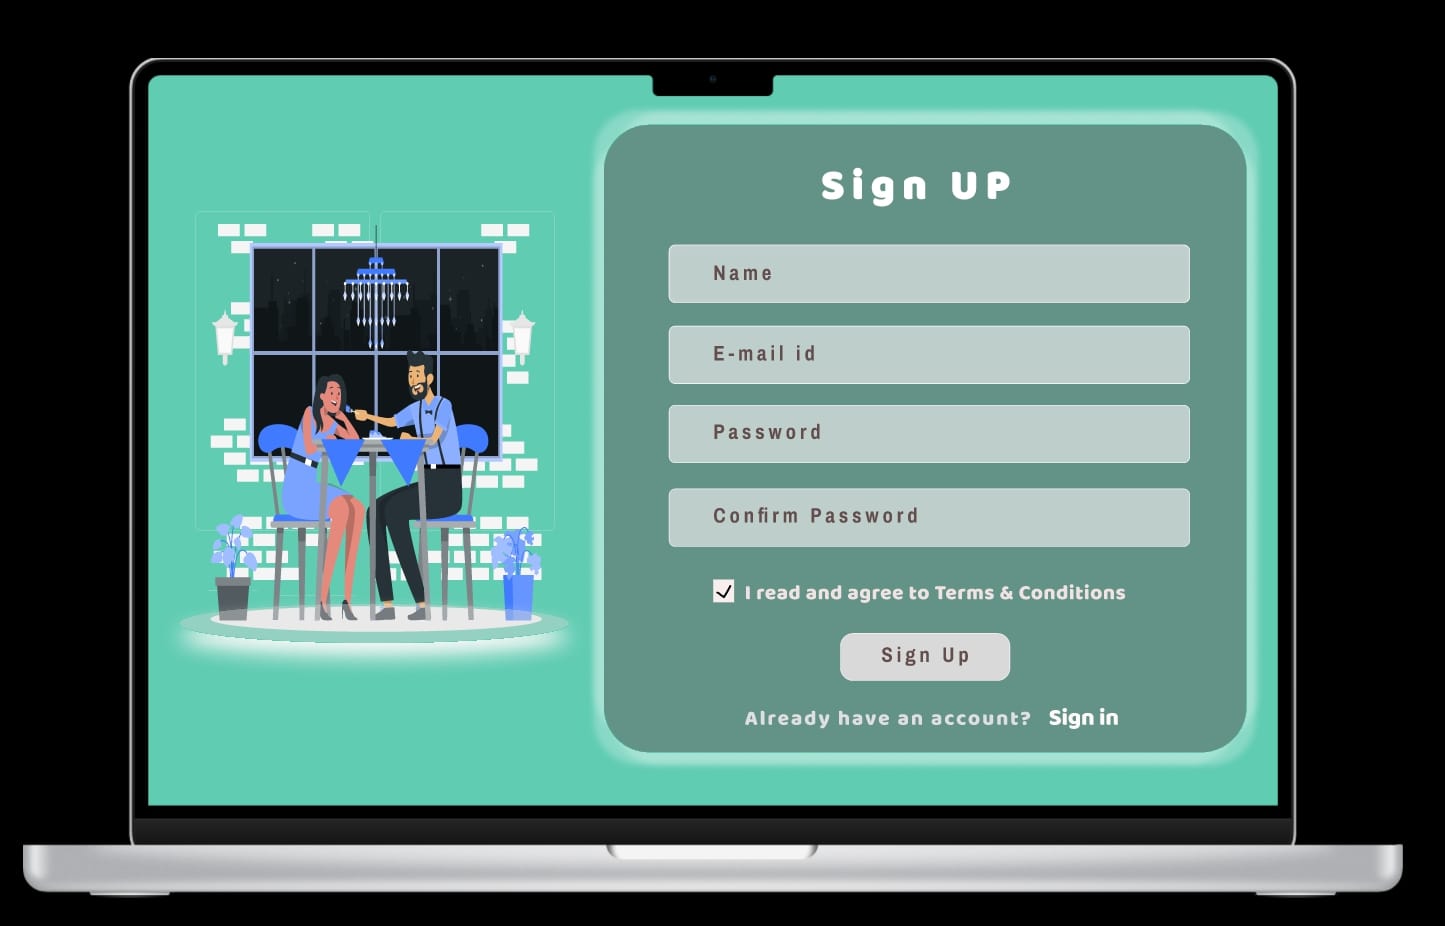 Sign UP
Name
E-mail id
Password
Confirm Password
I read and agree to Terms & Conditions
Sign Up
Already have an account? Sign in